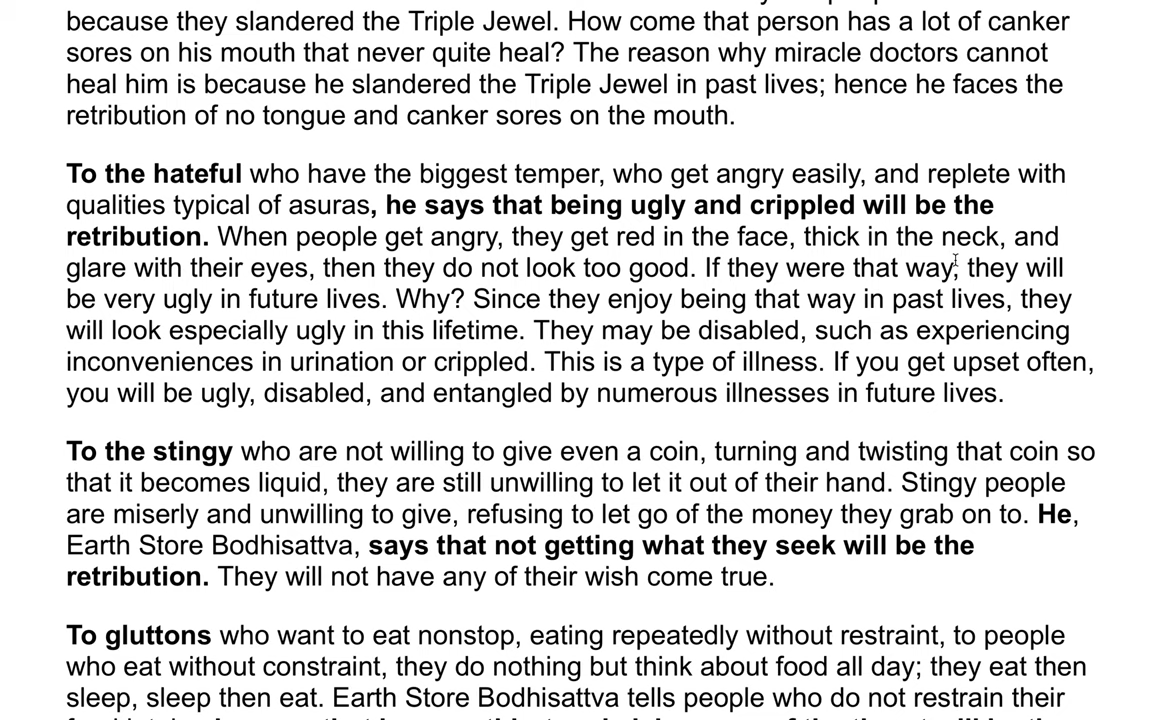 because they slandered the Triple Jewel. How come that person has a lot of canker
sores on his mouth that never quite heal? The reason why miracle doctors cannot
heal him is because he slandered the Triple Jewel in past lives; hence he faces the
retribution of no tongue and canker sores on the mouth.
To the hateful who have the biggest temper, who get angry easily, and replete with
qualities typical of asuras, he says that being ugly and crippled will be the
retribution. When people get angry, they get red in the face, thick in the neck, and
glare with their eyes, then they do not look too good. If they were that way, they will
be very ugly in future lives. Why? Since they enjoy being that way in past lives, they
will look especially ugly in this lifetime. They may be disabled, such as experiencing
inconveniences in urination or crippled. This is a type of illness. If you get upset often,
you will be ugly, disabled, and entangled by numerous illnesses in future lives.
To the stingy who are not willing to give even a coin, turning and twisting that coin so
that it becomes liquid, they are still unwilling to let it out of their hand. Stingy people
are miserly and unwilling to give, refusing to let go of the money they grab on to. He,
Earth Store Bodhisattva, says that not getting what they seek will be the
retribution. They will not have any of their wish come true.
To gluttons who want to eat nonstop, eating repeatedly without restraint, to people
who eat without constraint, they do nothing but think about food all day; they eat then
sleep, sleep then eat. Earth Store Bodhisattva tells people who do not restrain their